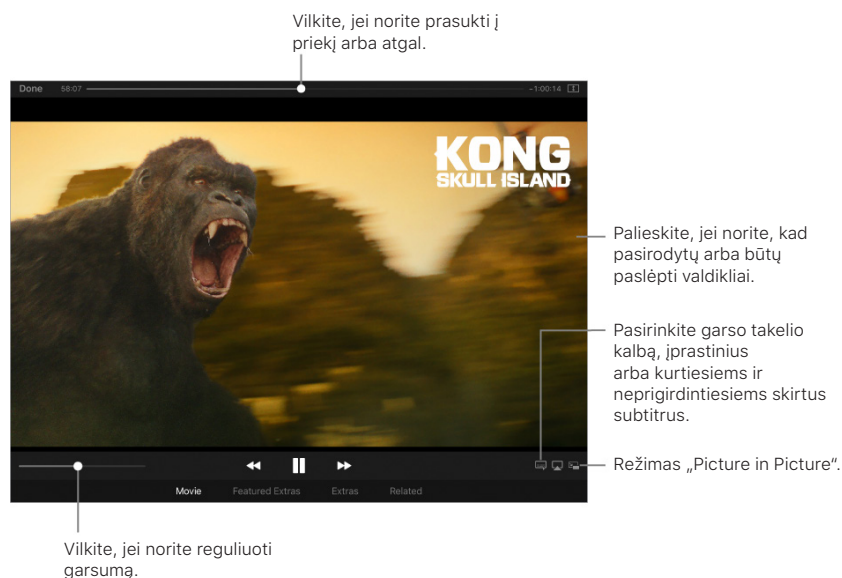 Vilkite, jei norite prasukti į
priekį arba atgal.
Done 58:07 -1:00:14
KONG
SKULL ISLAND
Palieskite, jei norite, kad
pasirodytų arba būtų
paslėpti valdikliai.
Pasirinkite garso takelio
kalbą, įprastinius
arba kurtiesiems ir
neprigirdintiesiems skirtus
subtitrus.
Režimas „Picture in Picture“.
Movie Featured Extras Extras Related
Vilkite, jei norite reguliuoti
garsumą.